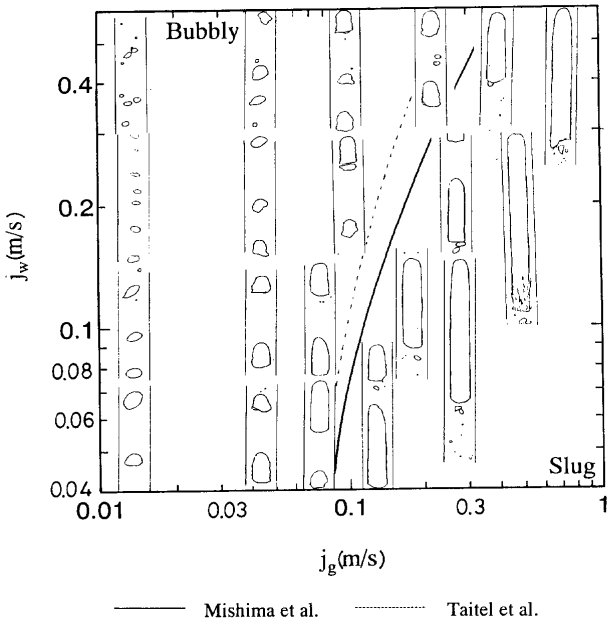 Bubbly
0.4
0.2
j_w(m/s)
0.1
0.08
0.06
0.04
Slug
0.01
0.03
0.1
0.3
1
j_g(m/s)
Mishima et al.
Taitel et al.